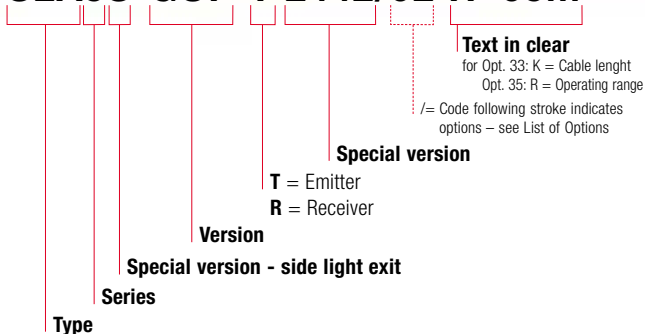 Text in clear
for Opt. 33: K = Cable lenght
Opt. 35: R = Operating range
/= Code following stroke indicates
options – see List of Options
Special version
T = Emitter
R = Receiver
Version
Special version - side light exit
Series
Type